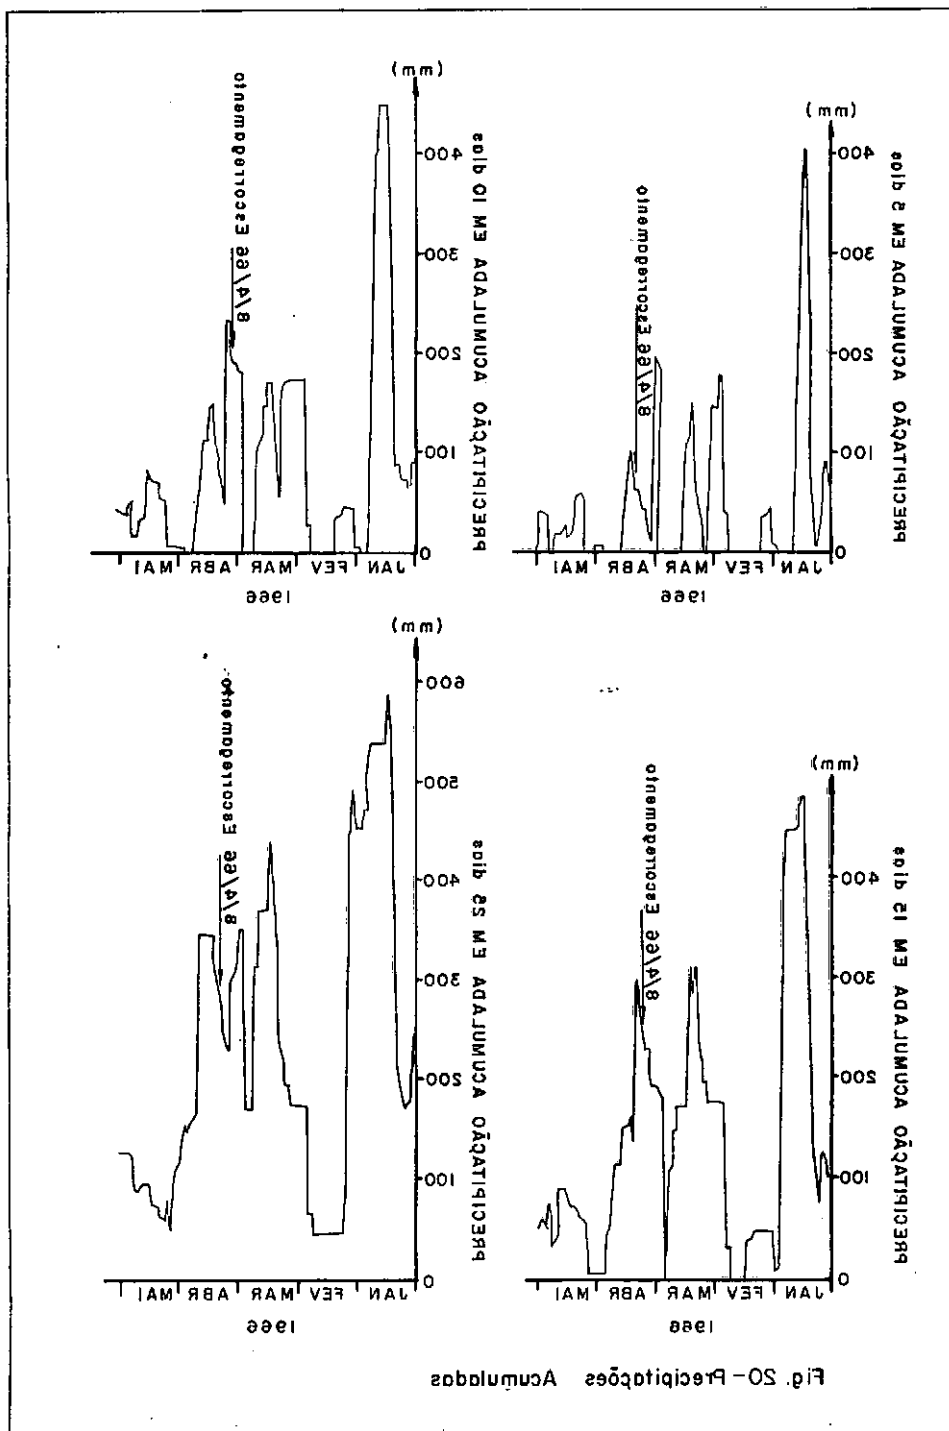 (mm)
400
300
200
100
0
PRECIPITAÇÃO ACUMULADA EM 5 dias
8/4/66 Escorregamento
JAN FEV MAR ABR MAI
1966
(mm)
400
300
200
100
0
PRECIPITAÇÃO ACUMULADA EM 10 dias
8/4/66 Escorregamento
JAN FEV MAR ABR MAI
1966
(mm)
400
300
200
100
0
PRECIPITAÇÃO ACUMULADA EM 15 dias
8/4/66 Escorregamento
JAN FEV MAR ABR MAI
1966
(mm)
600
500
400
300
200
100
0
PRECIPITAÇÃO ACUMULADA EM 25 dias
8/4/66 Escorregamento
JAN FEV MAR ABR MAI
1966
Fig. 20-Precipitações Acumuladas